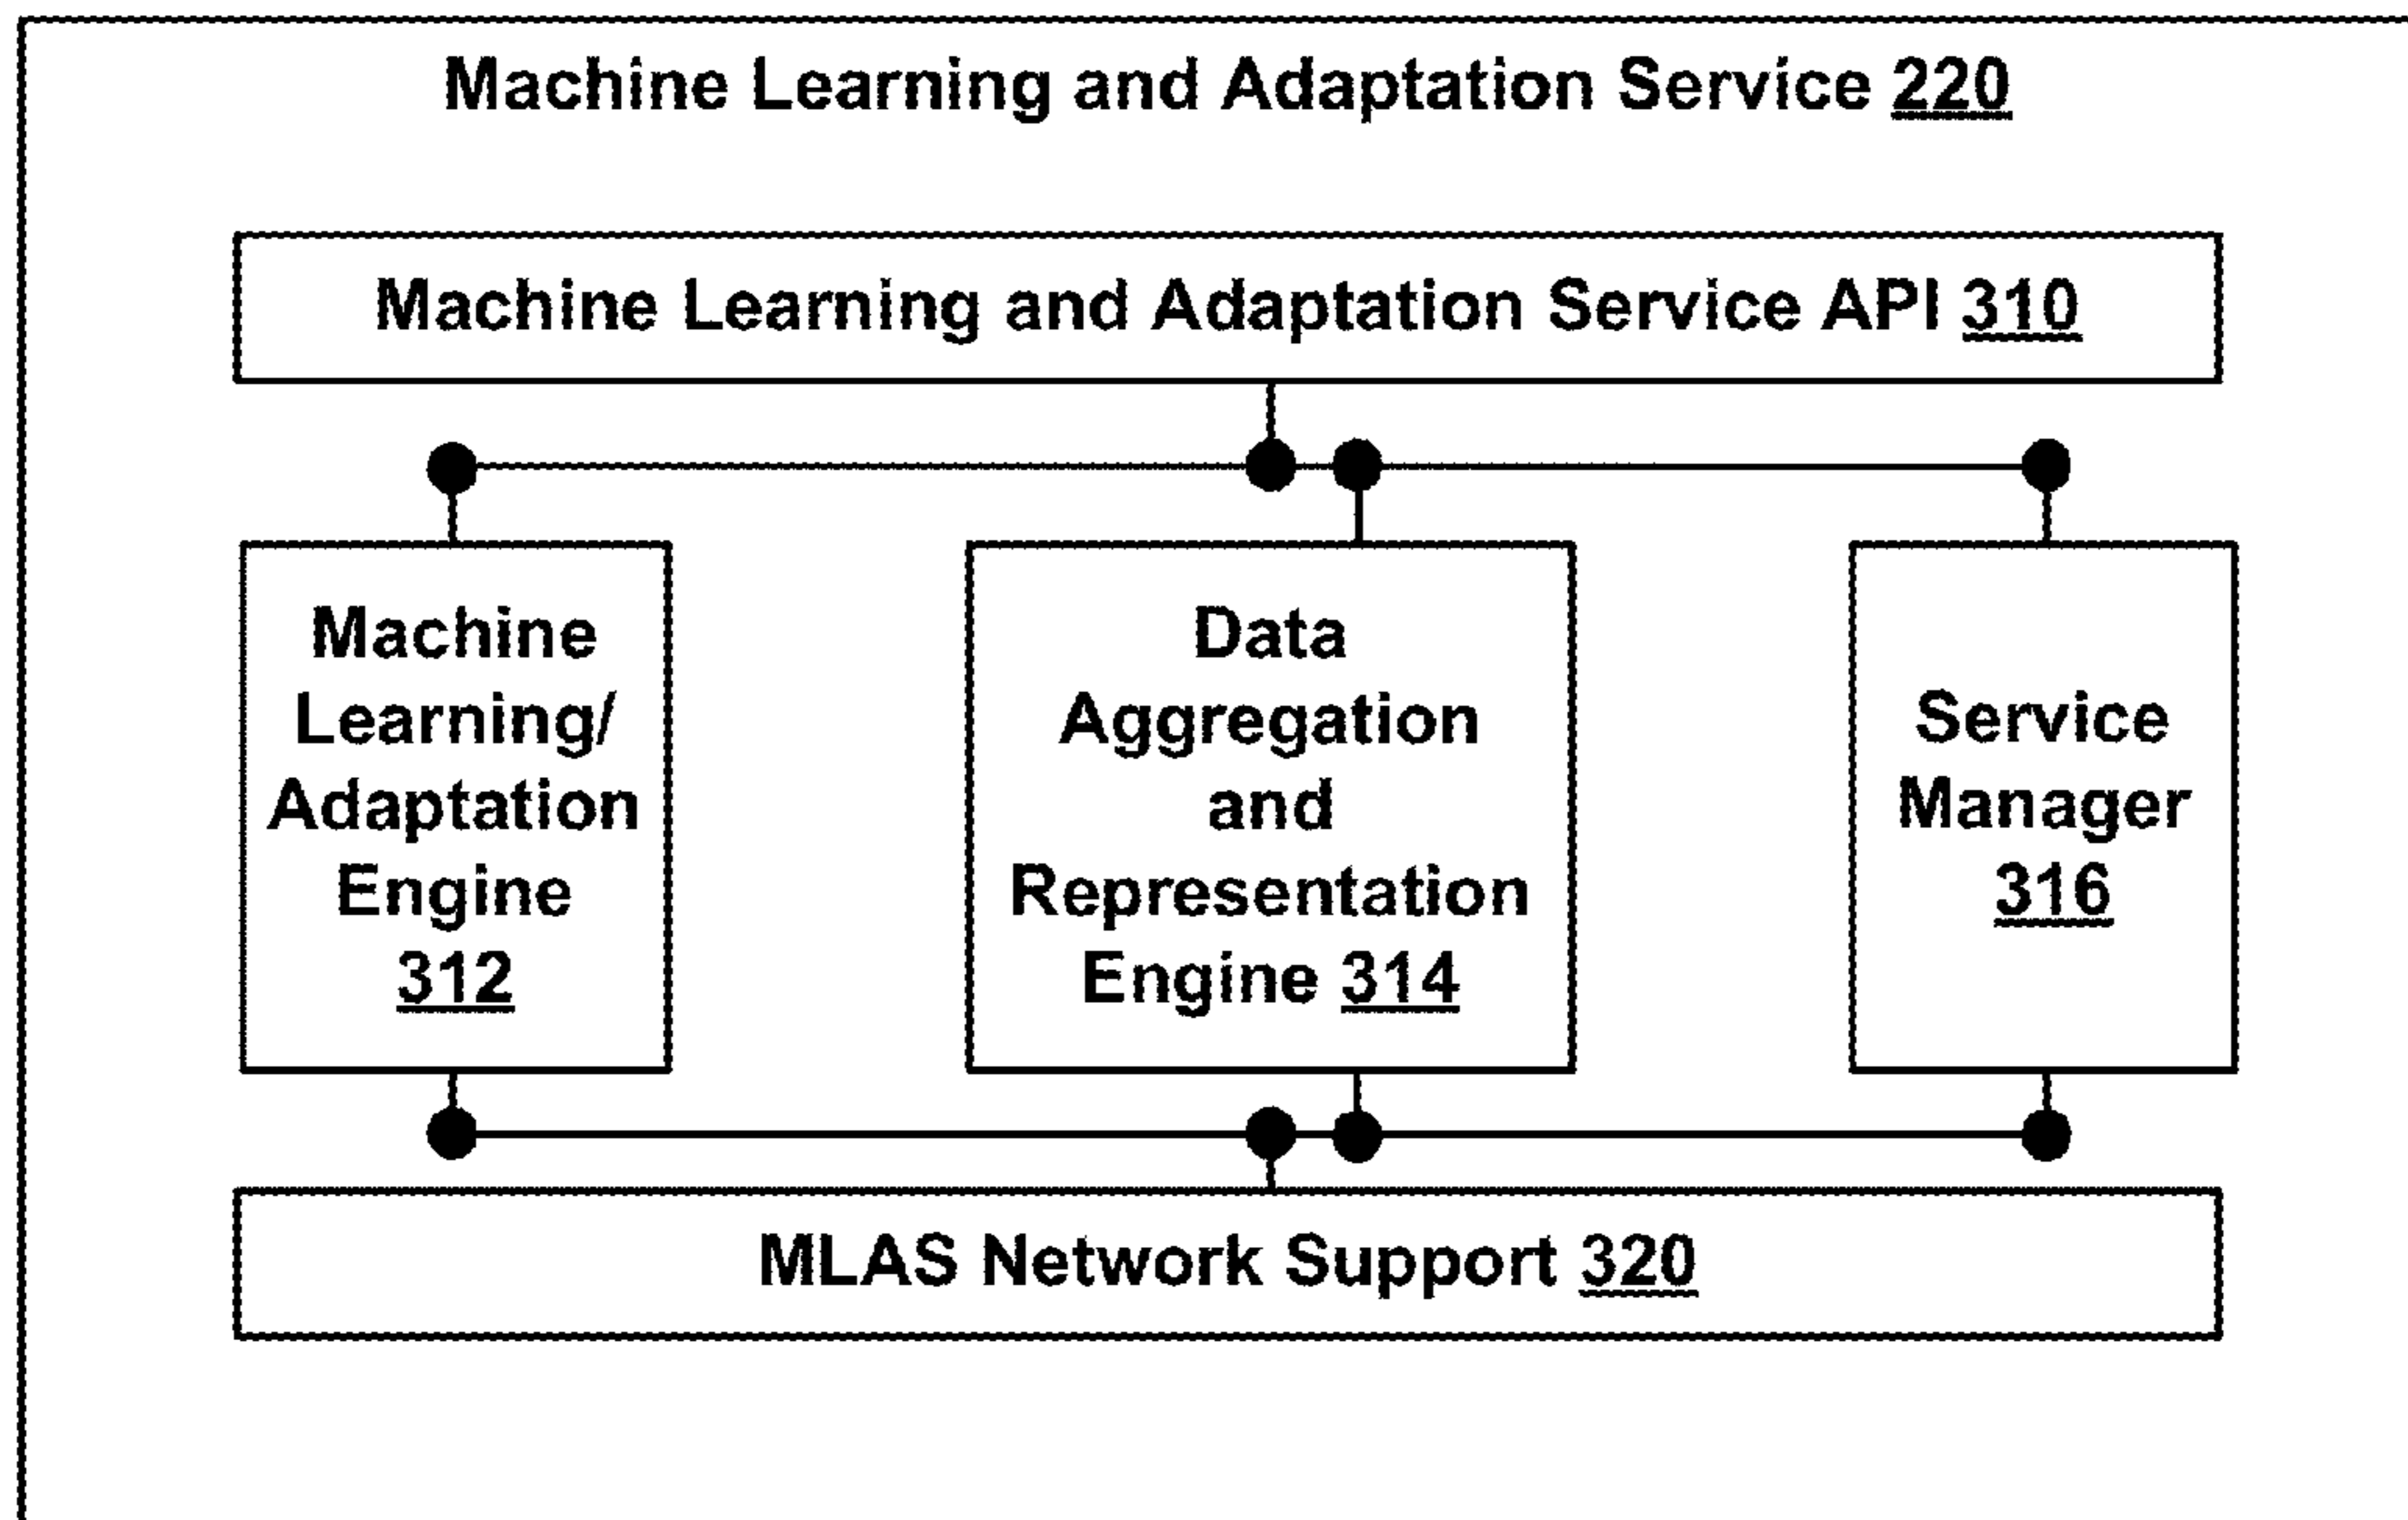 Machine Learning and Adaptation Service 220
Machine Learning and Adaptation Service API 310
Machine
Learning/
Adaptation
Engine
312
Data
Aggregation
and
Representation
Engine 314
Service
Manager
316
MLAS Network Support 320